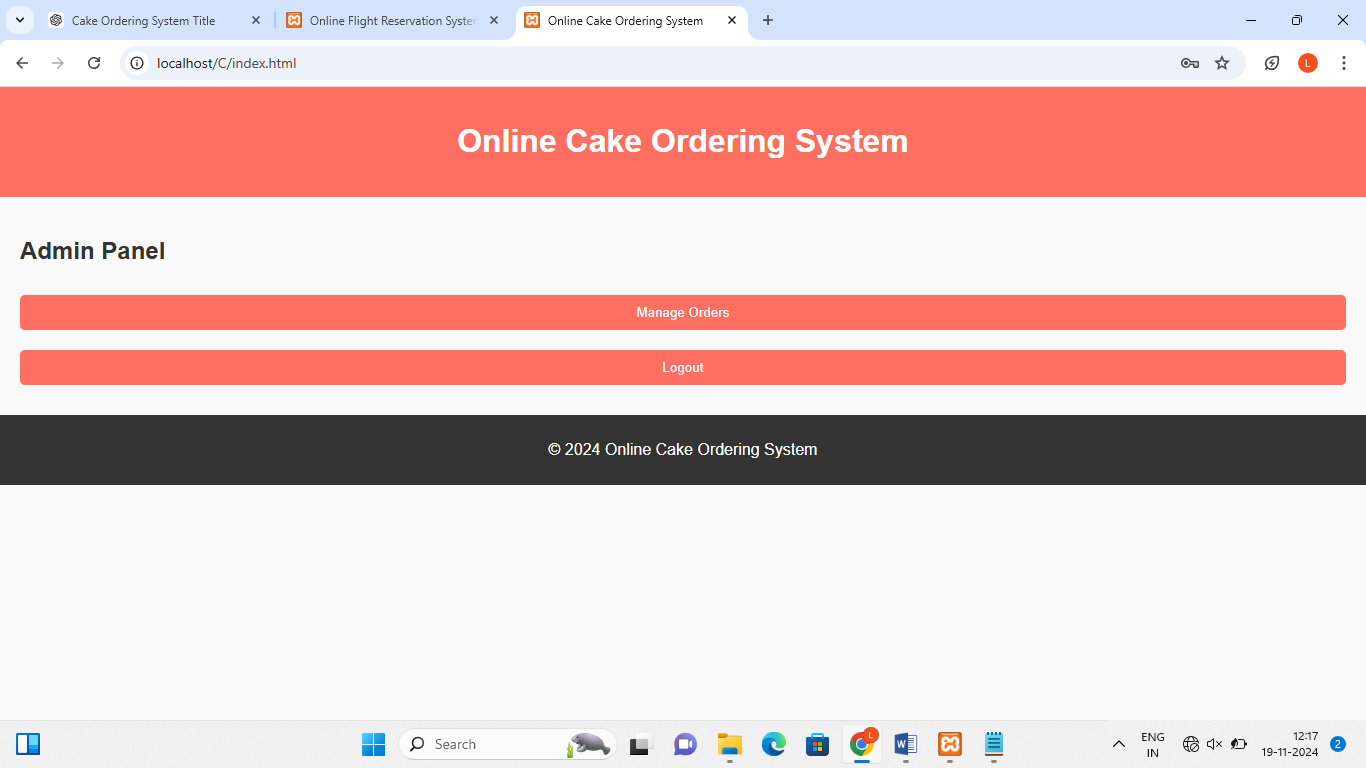 Cake Ordering System Title
Online Flight Reservation System
Online Cake Ordering System
localhost/C/index.html
L
Online Cake Ordering System
Admin Panel
Manage Orders
Logout
© 2024 Online Cake Ordering System
Search
L
ENG
IN
12:17
19-11-2024
2